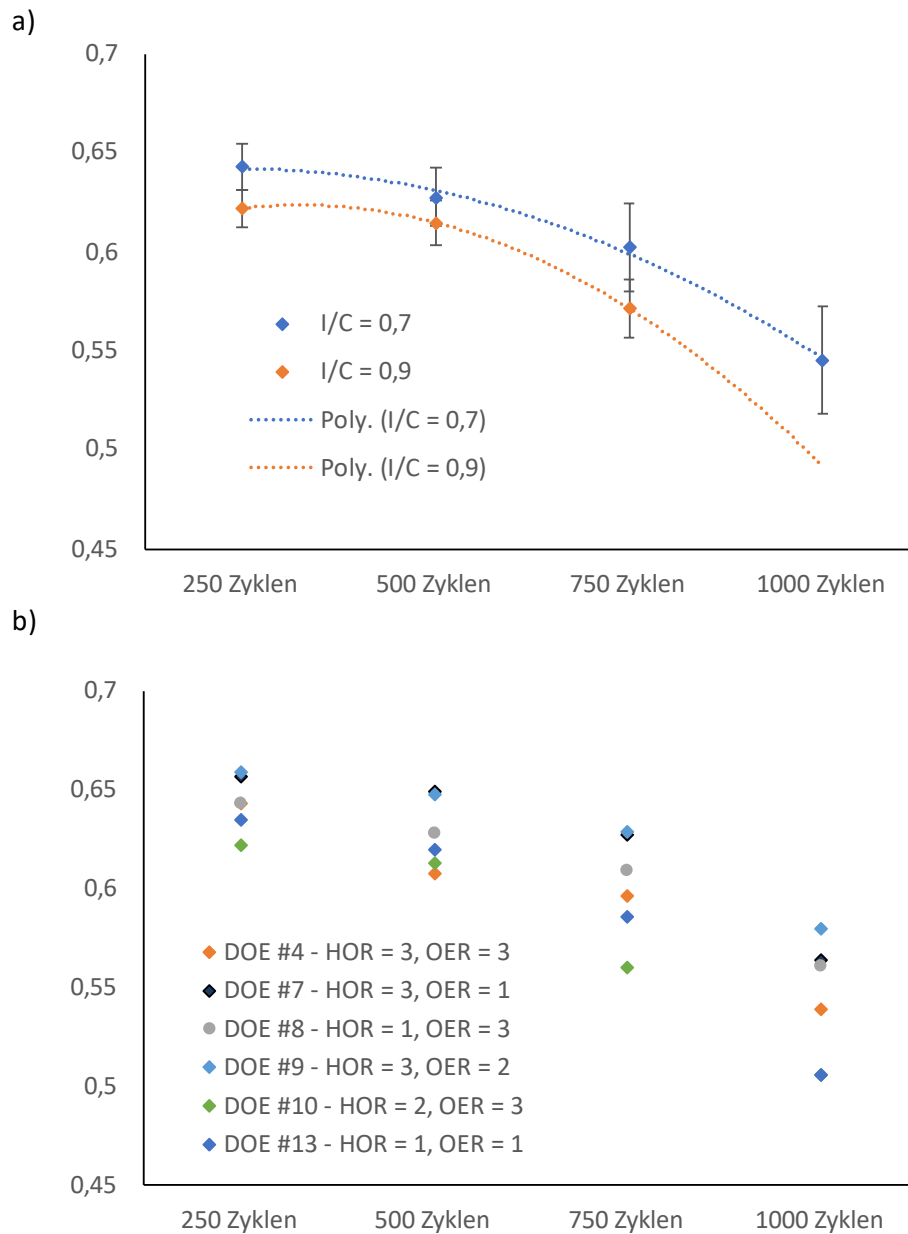 a)
0,7
0,65
0,6
0,55
0,5
0,45
I/C = 0,7
I/C = 0,9
Poly. (I/C = 0,7)
Poly. (I/C = 0,9)
250 Zyklen 500 Zyklen 750 Zyklen 1000 Zyklen
b)
0,7
0,65
0,6
0,55
0,5
0,45
DOE #4 - HOR = 3, OER = 3
DOE #7 - HOR = 3, OER = 1
DOE #8 - HOR = 1, OER = 3
DOE #9 - HOR = 3, OER = 2
DOE #10 - HOR = 2, OER = 3
DOE #13 - HOR = 1, OER = 1
250 Zyklen 500 Zyklen 750 Zyklen 1000 Zyklen